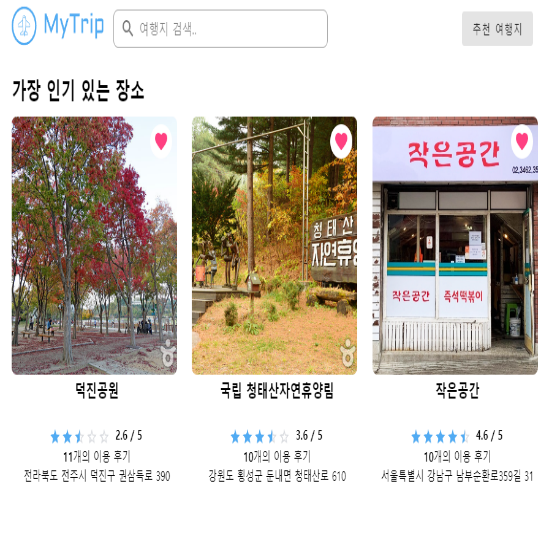 MyTrip
여행지 검색..
추천 여행지
가장 인기 있는 장소
청태산
자연휴양
작은공간
02.3462.35
작은공간
즉석떡볶이
덕진공원
국립 청태산자연휴양림
작은공간
2.6 / 5
3.6 / 5
4.6 / 5
11개의 이용 후기
10개의 이용 후기
10개의 이용 후기
전라북도 전주시 덕진구 권삼득로 390
강원도 횡성군 둔내면 청태산로 610
서울특별시 강남구 남부순환로359길 31